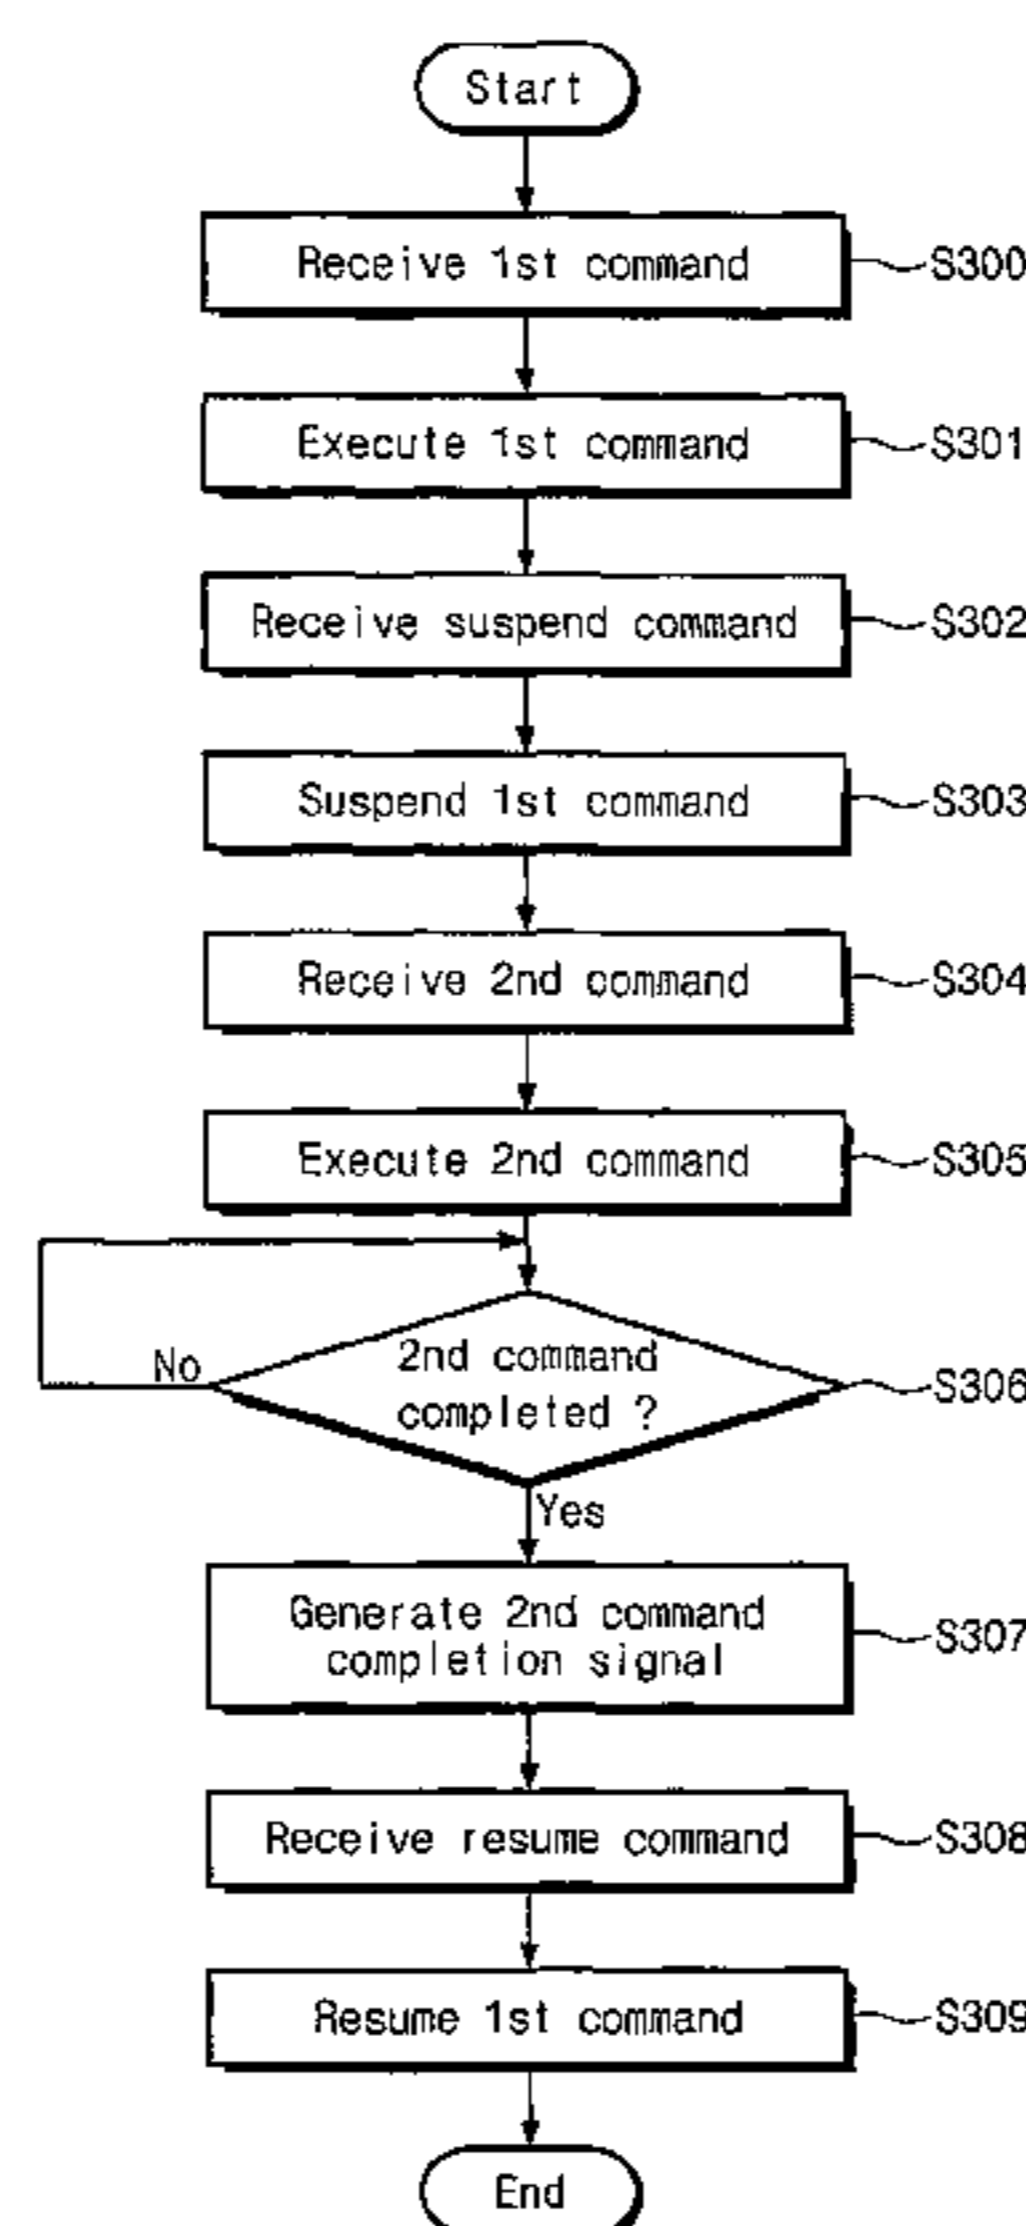 Start
Receive 1st command
S300
Execute 1st command
S301
Receive suspend command
S302
Suspend 1st command
S303
Receive 2nd command
S304
Execute 2nd command
S305
2nd command
completed ?
S306
No
Yes
Generate 2nd command
completion signal
S307
Receive resume command
S308
Resume 1st command
S309
End